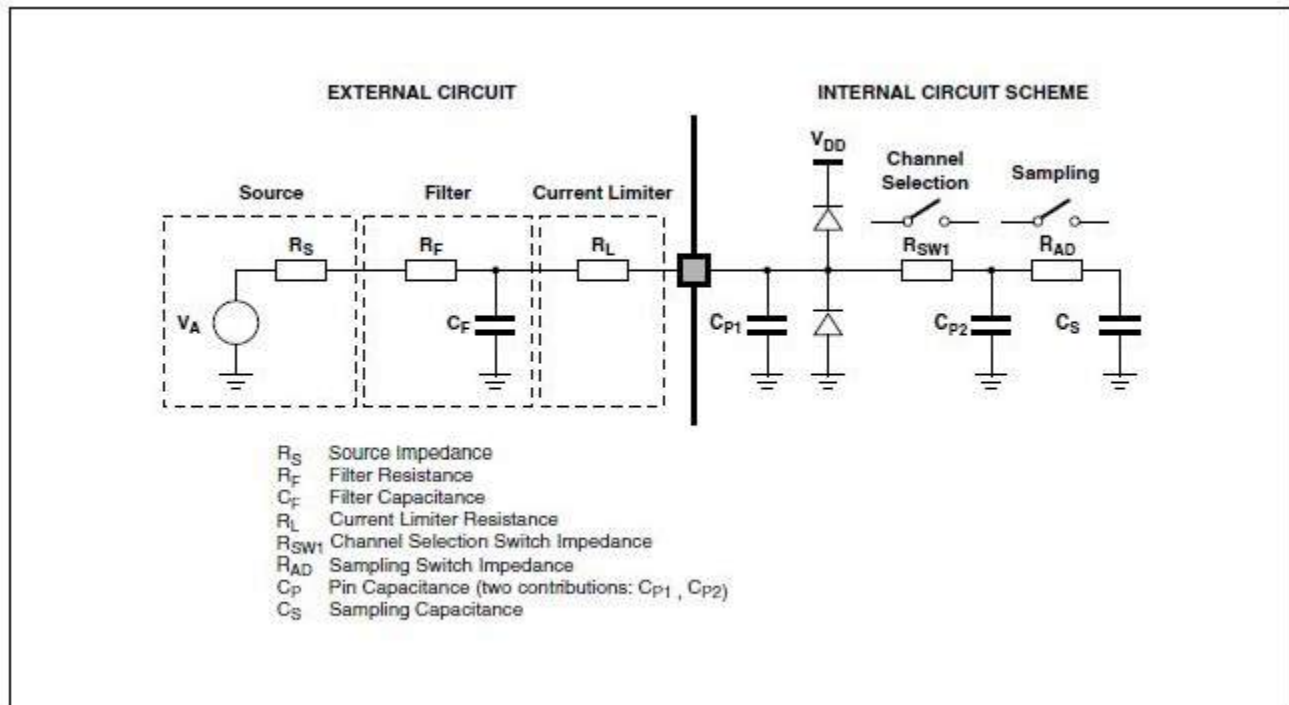 EXTERNAL CIRCUIT
INTERNAL CIRCUIT SCHEME
VDD
Channel
Selection
Sampling
Source
Filter
Current Limiter
RS
RF
RL
RSW1
RAD
VA
CF
CP1
CP2
CS
RS Source Impedance
RF Filter Resistance
CF Filter Capacitance
RL Current Limiter Resistance
RSW1 Channel Selection Switch Impedance
RAD Sampling Switch Impedance
CP Pin Capacitance (two contributions: CP1 , CP2)
CS Sampling Capacitance